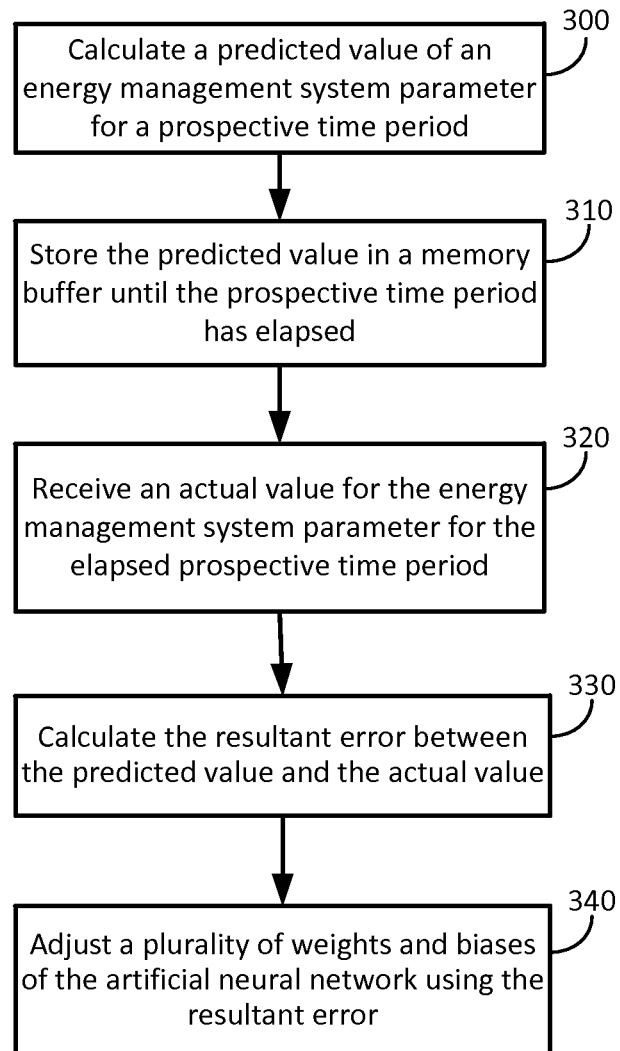 300
Calculate a predicted value of an
energy management system parameter
for a prospective time period
310
Store the predicted value in a memory
buffer until the prospective time period
has elapsed
320
Receive an actual value for the energy
management system parameter for the
elapsed prospective time period
330
Calculate the resultant error between
the predicted value and the actual value
340
Adjust a plurality of weights and biases
of the artificial neural network using the
resultant error